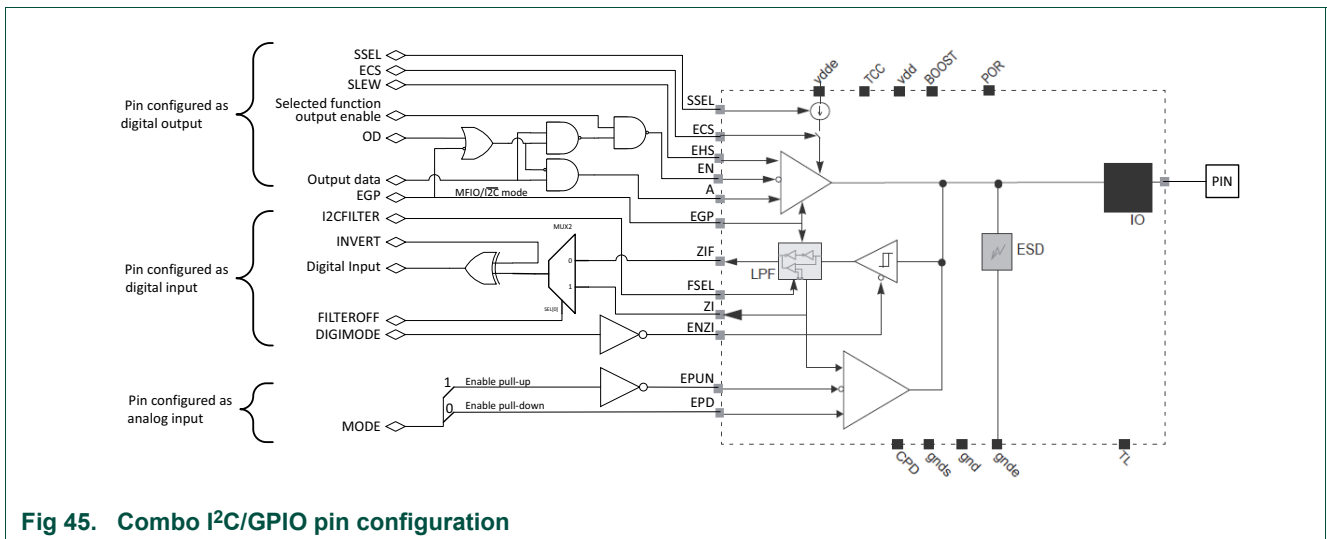 SSEL
ECS
SLEW
Selected function
output enable
OD
Output data
EGP
Pin configured as
digital output
MFIO/I2C mode
I2CFILTER
INVERT
Digital Input
FILTEROFF
DIGIMODE
Pin configured as
digital input
MUX2
0
1
SEL[0]
Pin configured as
analog input
MODE
1
Enable pull-up
0
Enable pull-down
SSEL
ECS
EHS
EN
A
EGP
ZIF
FSEL
ZI
ENZI
EPUN
EPD
vdde
TCC
vdd
BOOST
POR
LPF
ESD
IO
PIN
CPD
gnds
gnd
gnde
TL
Fig 45. Combo I2C/GPIO pin configuration